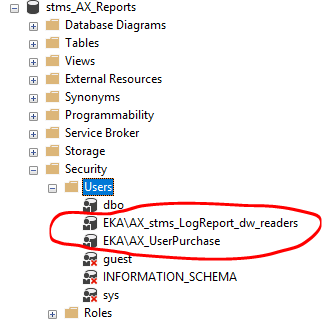 stms_AX_Reports
Database Diagrams
Tables
Views
External Resources
Synonyms
Programmability
Service Broker
Storage
Security
Users
dbo
EKA\AX_stms_LogReport_dw_readers
EKA\AX_UserPurchase
guest
INFORMATION_SCHEMA
sys
Roles